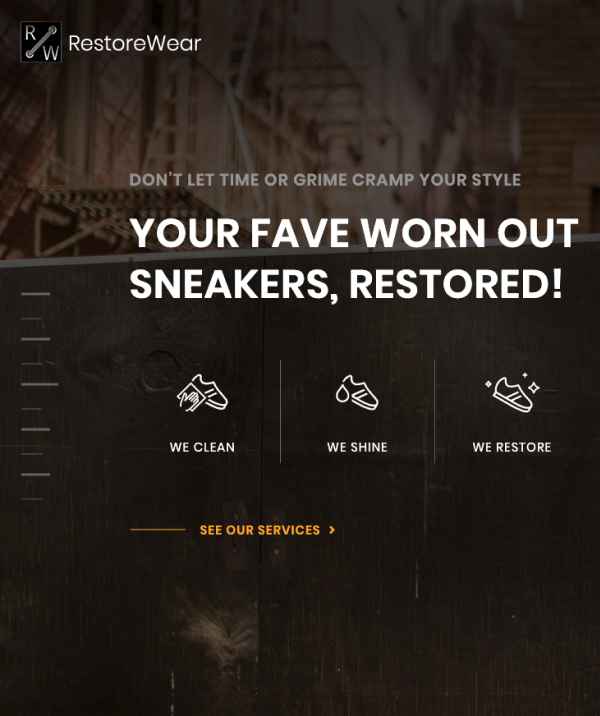 R
W
RestoreWear
DON'T LET TIME OR GRIME CRAMP YOUR STYLE
YOUR FAVE WORN OUT
SNEAKERS, RESTORED!
WE CLEAN
WE SHINE
WE RESTORE
SEE OUR SERVICES >